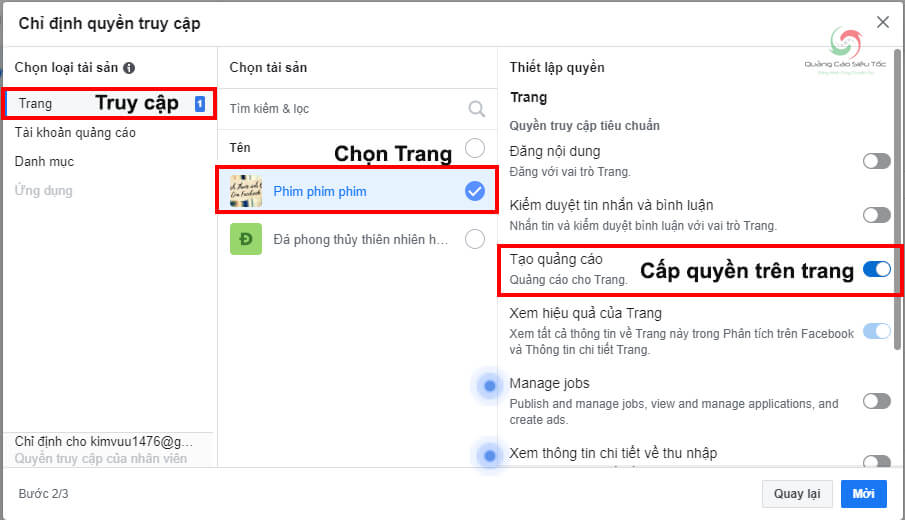 Chỉ định quyền truy cập
Quảng Cáo Siêu Tốc
Chọn loại tài sản
Trang
Truy cập
1
Tài khoản quảng cáo
Danh mục
Ứng dụng
Chỉ định cho kimvuu1476@g...
Quyền truy cập của nhân viên
Chọn tài sản
Tìm kiếm & lọc
Tên
Chọn Trang
Phim phim phim
Đ
Đá phong thủy thiên nhiên h...
Thiết lập quyền
Trang
Quyền truy cập tiêu chuẩn
Đăng nội dung
Đăng với vai trò Trang.
Kiểm duyệt tin nhắn và bình luận
Nhắn tin và kiểm duyệt bình luận với vai trò Trang.
Tạo quảng cáo
Quảng cáo cho Trang.
Cấp quyền trên trang
Xem hiệu quả của Trang
Xem tất cả thông tin về Trang này trong Phân tích trên Facebook
và Thông tin chi tiết Trang.
Manage jobs
Publish and manage jobs, view and manage applications, and
create ads.
Xem thông tin chi tiết về thu nhập
Bước 2/3
Quay lại
Mời